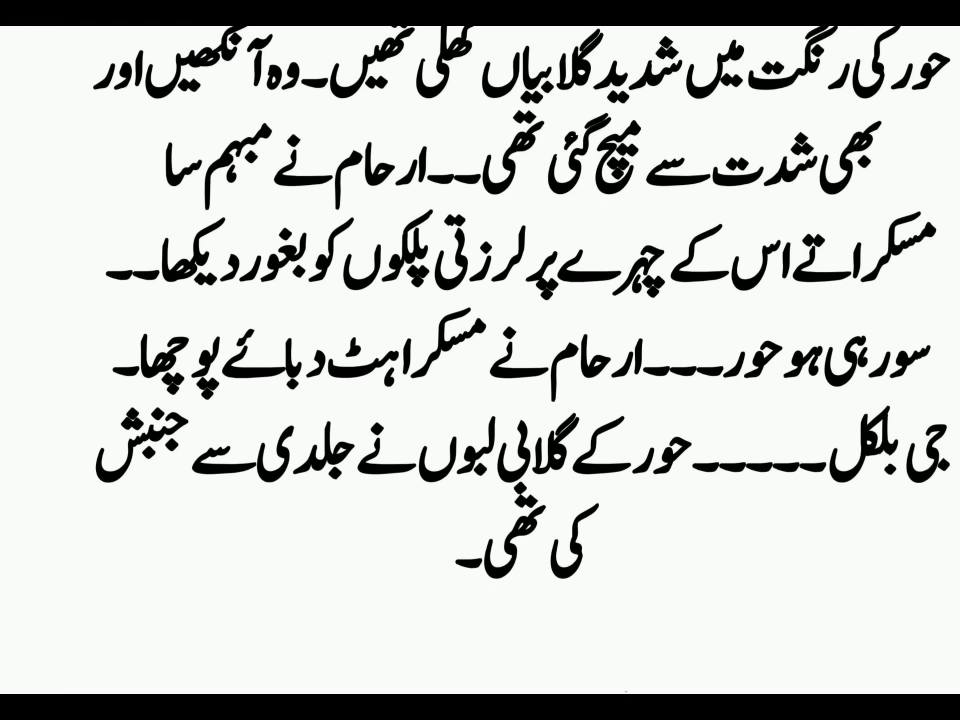 حور کی رنگت میں شدید گلابیاں گھلی تھیں۔وہ آنکھیں اور
بھی شدت سے میچ گئی تھی۔۔ارحام نے مبہم سا
مسکراتے اس کے چہرے پر لرزتی پلکوں کو بغور دیکھا۔۔
سو رہی ہو حور۔۔۔ارحام نے مسکراہٹ دبائے پوچھا۔
جی بلکل۔۔۔۔۔حور کے گلابی لبوں نے جلدی سے جنبش
کی تھی۔